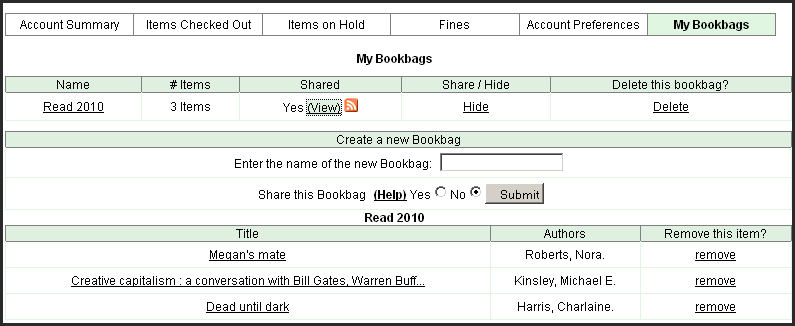 Account Summary Items Checked Out Items on Hold Fines Account Preferences My Bookbags
My Bookbags
Name # Items Shared Share / Hide Delete this bookbag?
Read 2010 3 Items Yes (View) Hide Delete
Create a new Bookbag
Enter the name of the new Bookbag:
Share this Bookbag (Help) Yes No Submit
Read 2010
Title Authors Remove this item?
Megan's mate Roberts, Nora. remove
Creative capitalism : a conversation with Bill Gates, Warren Buff... Kinsley, Michael E. remove
Dead until dark Harris, Charlaine. remove